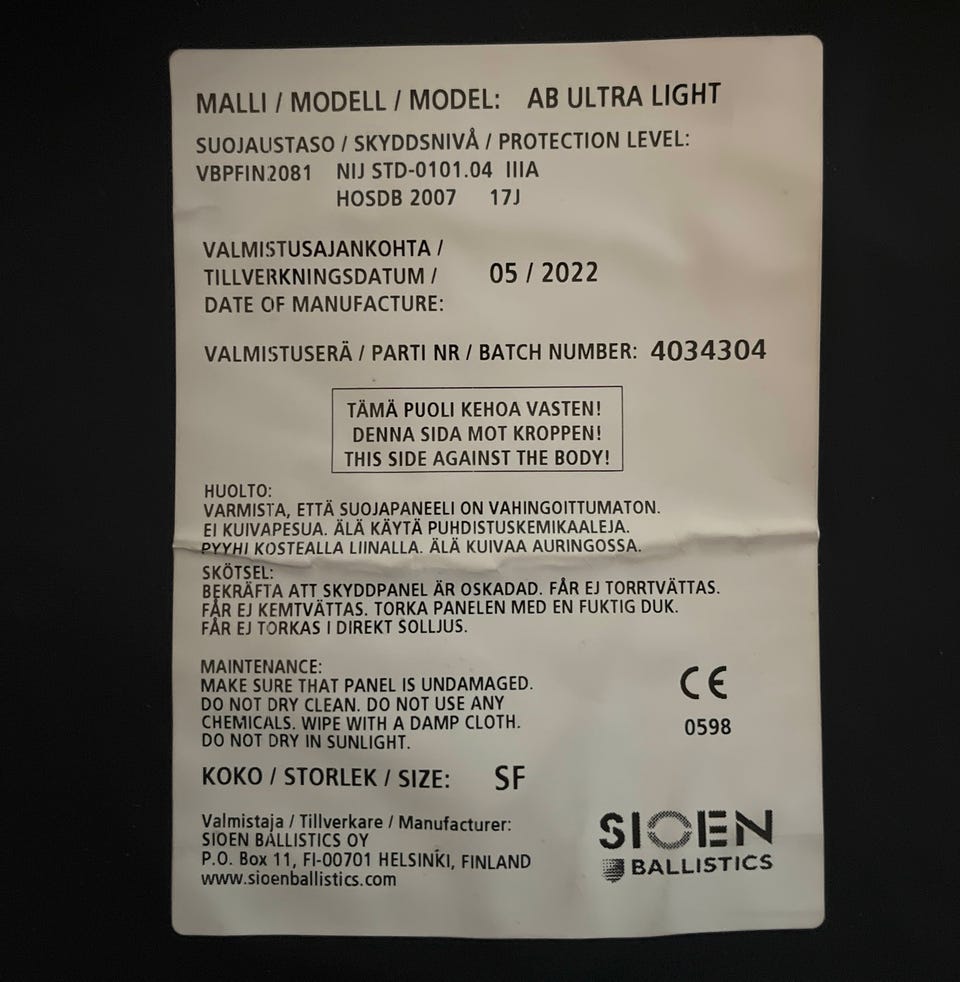 MALLI / MODELL / MODEL: AB ULTRA LIGHT
SUOJAUSTASO / SKYDDSNIVÅ / PROTECTION LEVEL:
VBPFIN2081 NIJ STD-0101.04 IIIA
HOSDB 2007 17J
VALMISTUSAJANKOHTA /
TILLVERKNINGSDATUM / 05 / 2022
DATE OF MANUFACTURE:
VALMISTUSERÄ / PARTI NR / BATCH NUMBER: 4034304
TÄMÄ PUOLI KEHOA VASTEN!
DENNA SIDA MOT KROPPEN!
THIS SIDE AGAINST THE BODY!
HUOLTO:
VARMISTA, ETTÄ SUOJAPANEELI ON VAHINGOITTUMATON.
EI KUIVAPESUA. ÄLÄ KÄYTÄ PUHDISTUSKEMIKAALEJA.
PYYHI KOSTEALLA LIINALLA. ÄLÄ KUIVAA AURINGOSSA.
SKÖTSEL:
BEKRÄFTA ATT SKYDDPANEL ÄR OSKADAD. FÅR EJ TORRTVÄTTAS.
FÅR EJ KEMTVÄTTAS. TORKA PANELEN MED EN FUKTIG DUK.
FÅR EJ TORKAS I DIREKT SOLLJUS.
MAINTENANCE:
MAKE SURE THAT PANEL IS UNDAMAGED.
DO NOT DRY CLEAN. DO NOT USE ANY
CHEMICALS. WIPE WITH A DAMP CLOTH.
DO NOT DRY IN SUNLIGHT.
CE
0598
KOKO / STORLEK / SIZE: SF
Valmistaja / Tillverkare / Manufacturer:
SIOEN BALLISTICS OY
P.O. Box 11, FI-00701 HELSINKI, FINLAND
www.sioenballistics.com
SIOEN
BALLISTICS